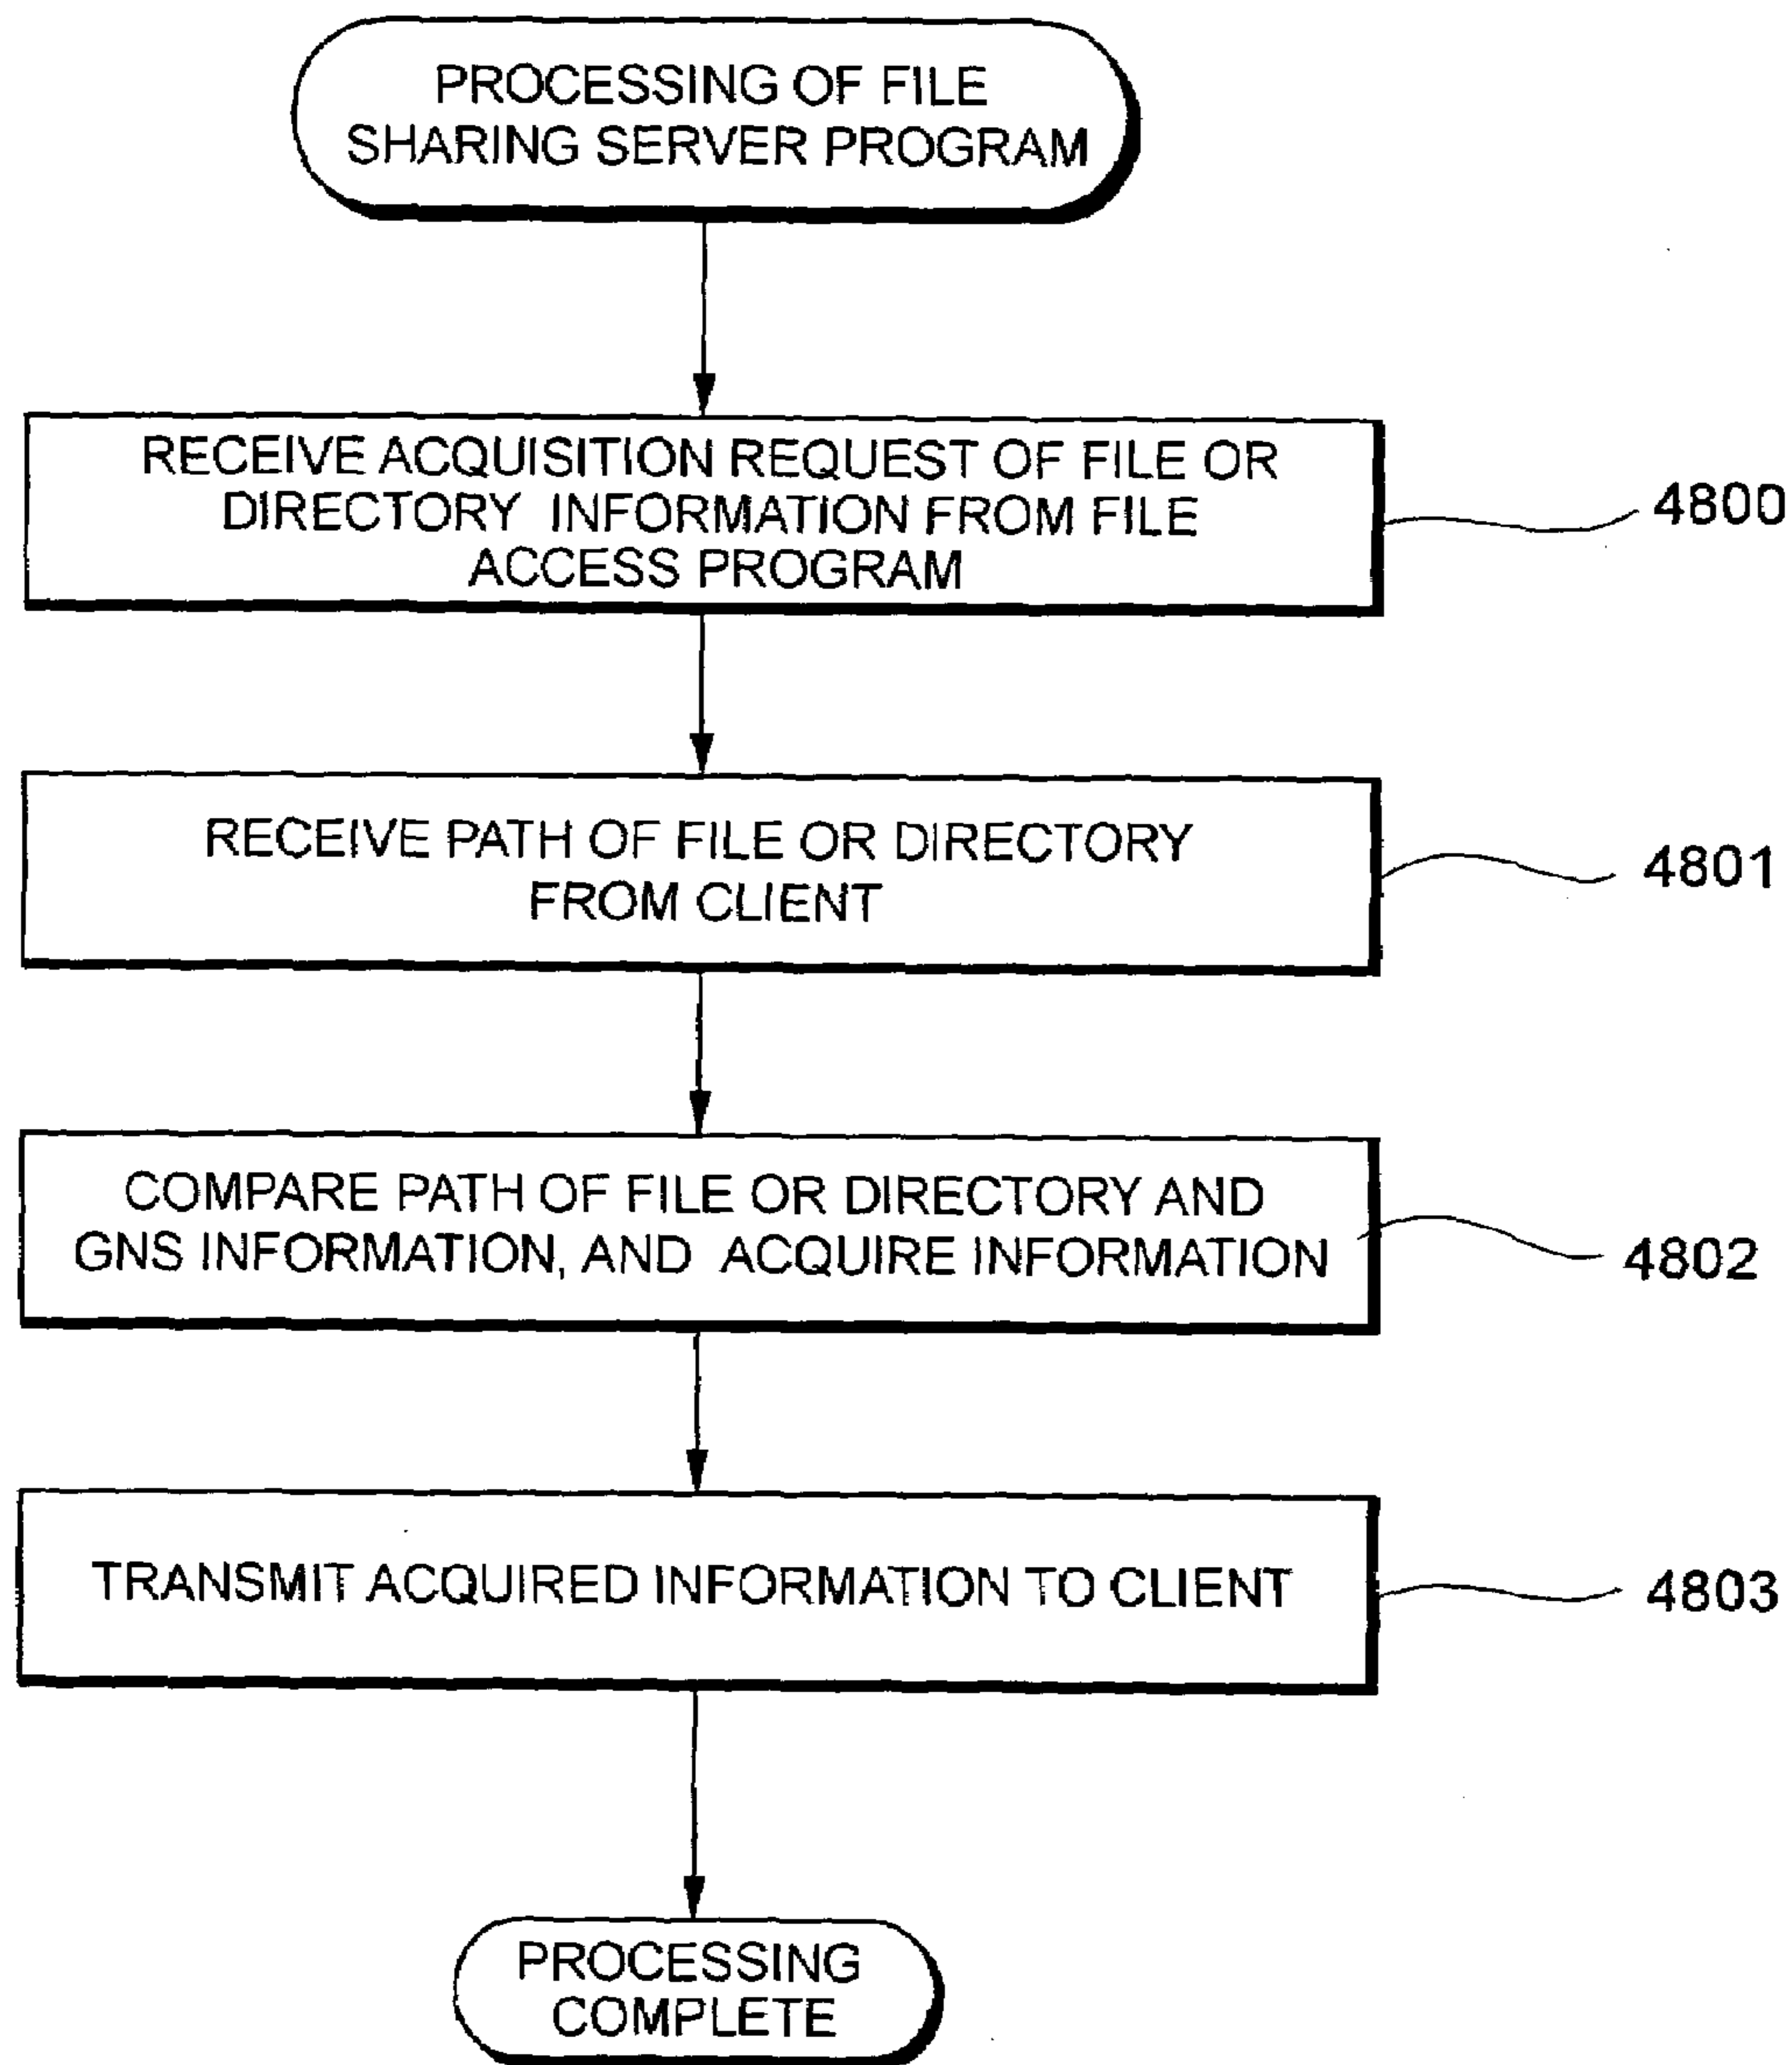 PROCESSING OF FILE
SHARING SERVER PROGRAM
RECEIVE ACQUISITION REQUEST OF FILE OR
DIRECTORY INFORMATION FROM FILE
ACCESS PROGRAM
4800
RECEIVE PATH OF FILE OR DIRECTORY
FROM CLIENT
4801
COMPARE PATH OF FILE OR DIRECTORY AND
GNS INFORMATION, AND ACQUIRE INFORMATION
4802
TRANSMIT ACQUIRED INFORMATION TO CLIENT
4803
PROCESSING
COMPLETE